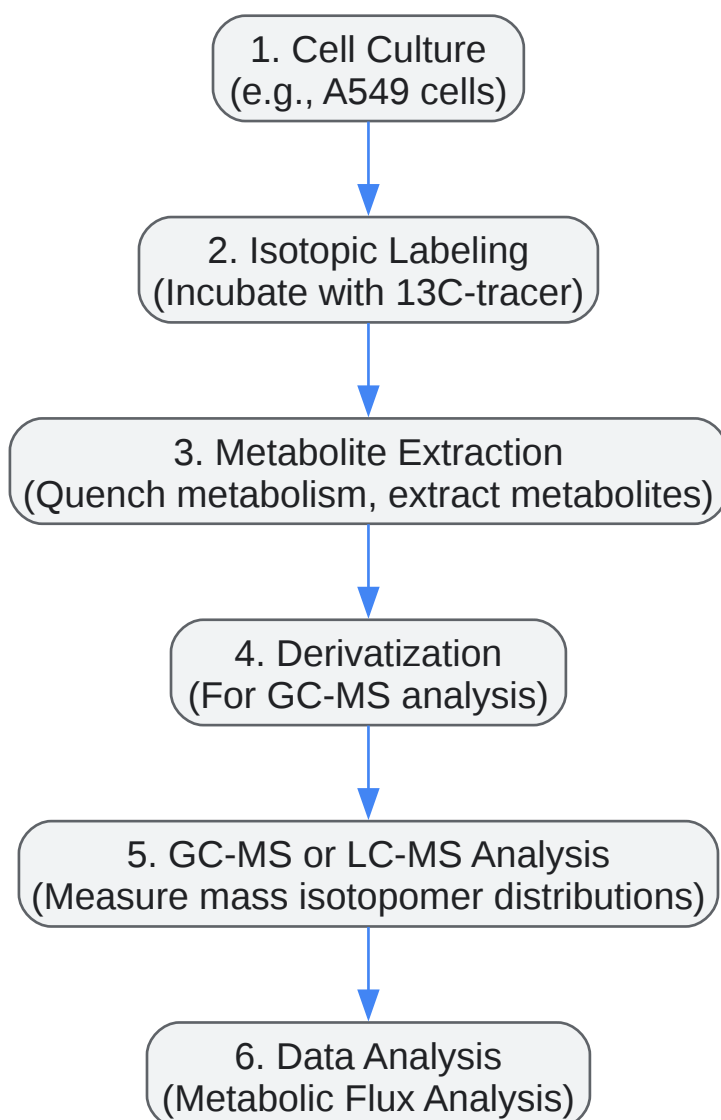 1. Cell Culture
(e.g., A549 cells)
2. Isotopic Labeling
(Incubate with 13C-tracer)
3. Metabolite Extraction
(Quench metabolism, extract metabolites)
4. Derivatization
(For GC-MS analysis)
5. GC-MS or LC-MS Analysis
(Measure mass isotopomer distributions)
6. Data Analysis
(Metabolic Flux Analysis)